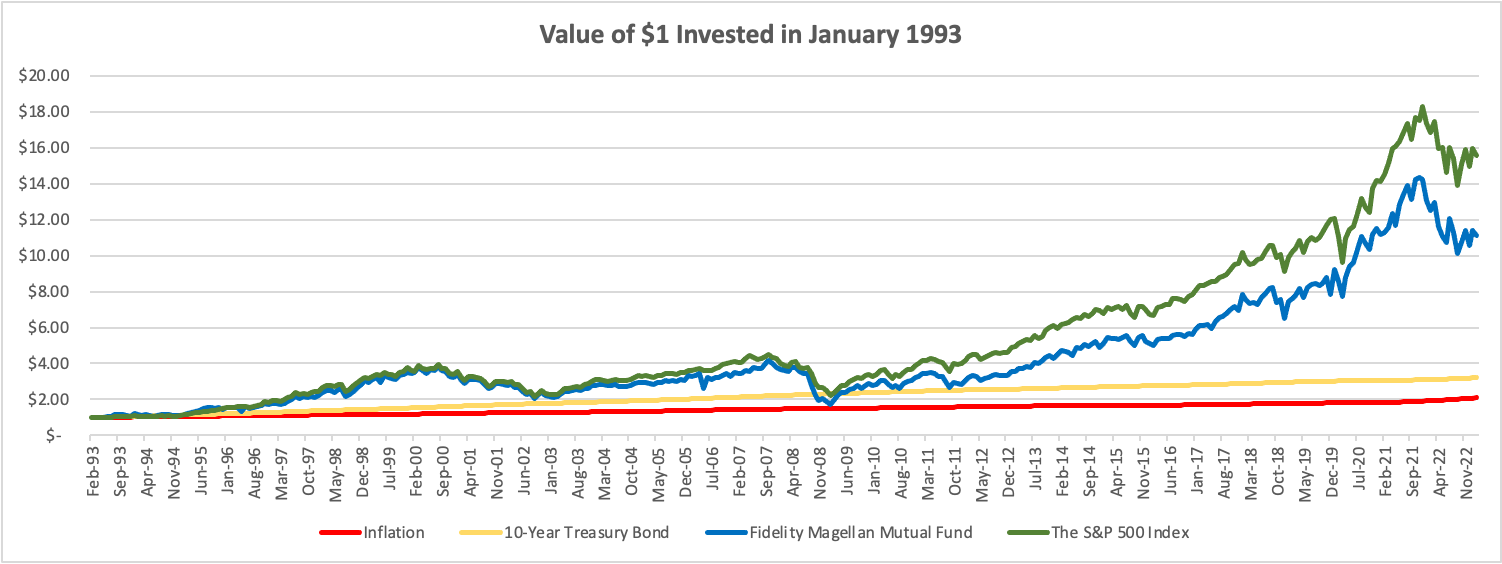 Value of $1 Invested in January 1993
$20.00
$18.00
$16.00
$14.00
$12.00
$10.00
$8.00
$6.00
$4.00
$2.00
$-
Feb-93
Sep-93
Apr-94
Nov-94
Jun-95
Jan-96
Aug-96
Mar-97
Oct-97
May-98
Dec-98
Jul-99
Feb-00
Sep-00
Apr-01
Nov-01
Jun-02
Jan-03
Aug-03
Mar-04
Oct-04
May-05
Dec-05
Jul-06
Feb-07
Sep-07
Apr-08
Nov-08
Jun-09
Jan-10
Aug-10
Mar-11
Oct-11
May-12
Dec-12
Jul-13
Feb-14
Sep-14
Apr-15
Nov-15
Jun-16
Jan-17
Aug-17
Mar-18
Oct-18
May-19
Dec-19
Jul-20
Feb-21
Sep-21
Apr-22
Nov-22
Inflation 10-Year Treasury Bond Fidelity Magellan Mutual Fund The S&P 500 Index